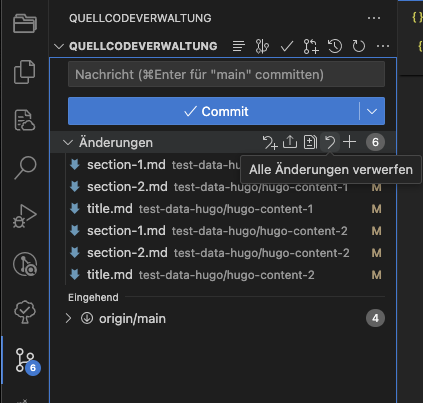 QUELLCODEVERWALTUNG
QUELLCODEVERWALTUNG
Nachricht (⌘Enter für "main" committen)
Commit
Änderungen 6
section-1.md test-data-hu
Alle Änderungen verwerfen
section-2.md test-data-hugo/hugo-content-1 M
title.md test-data-hugo/hugo-content-1 M
section-1.md test-data-hugo/hugo-content-2 M
section-2.md test-data-hugo/hugo-content-2 M
title.md test-data-hugo/hugo-content-2 M
Eingehend
origin/main 4
6